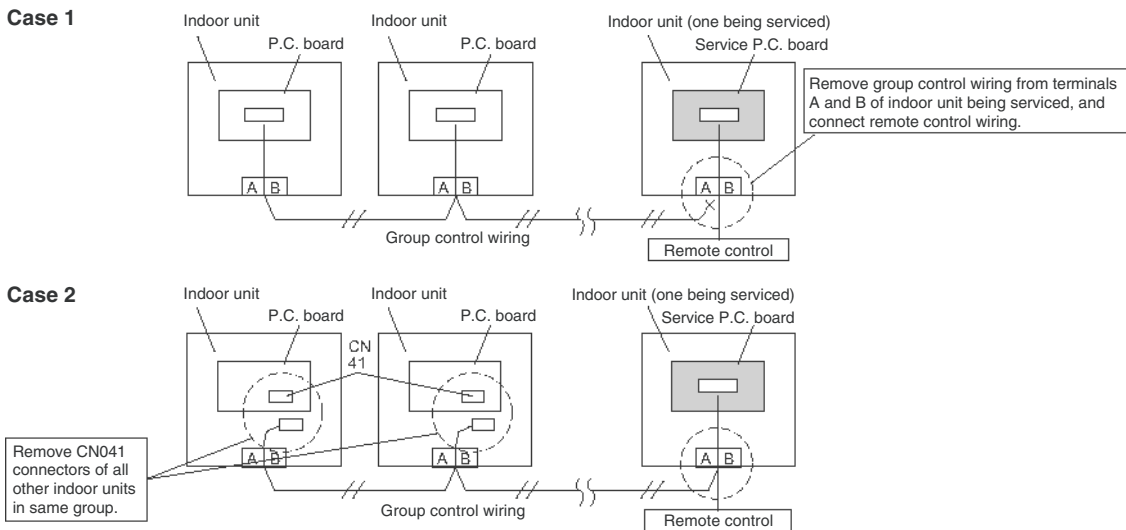 Case 1
Indoor unit
P.C. board
Indoor unit
P.C. board
Indoor unit (one being serviced)
Service P.C. board
Remove group control wiring from terminals
A and B of indoor unit being serviced, and
connect remote control wiring.
A B
A B
A B
Group control wiring
Remote control
Case 2
Indoor unit
P.C. board
Indoor unit
P.C. board
Indoor unit (one being serviced)
Service P.C. board
CN
41
Remove CN041
connectors of all
other indoor units
in same group.
A B
A B
A B
Group control wiring
Remote control